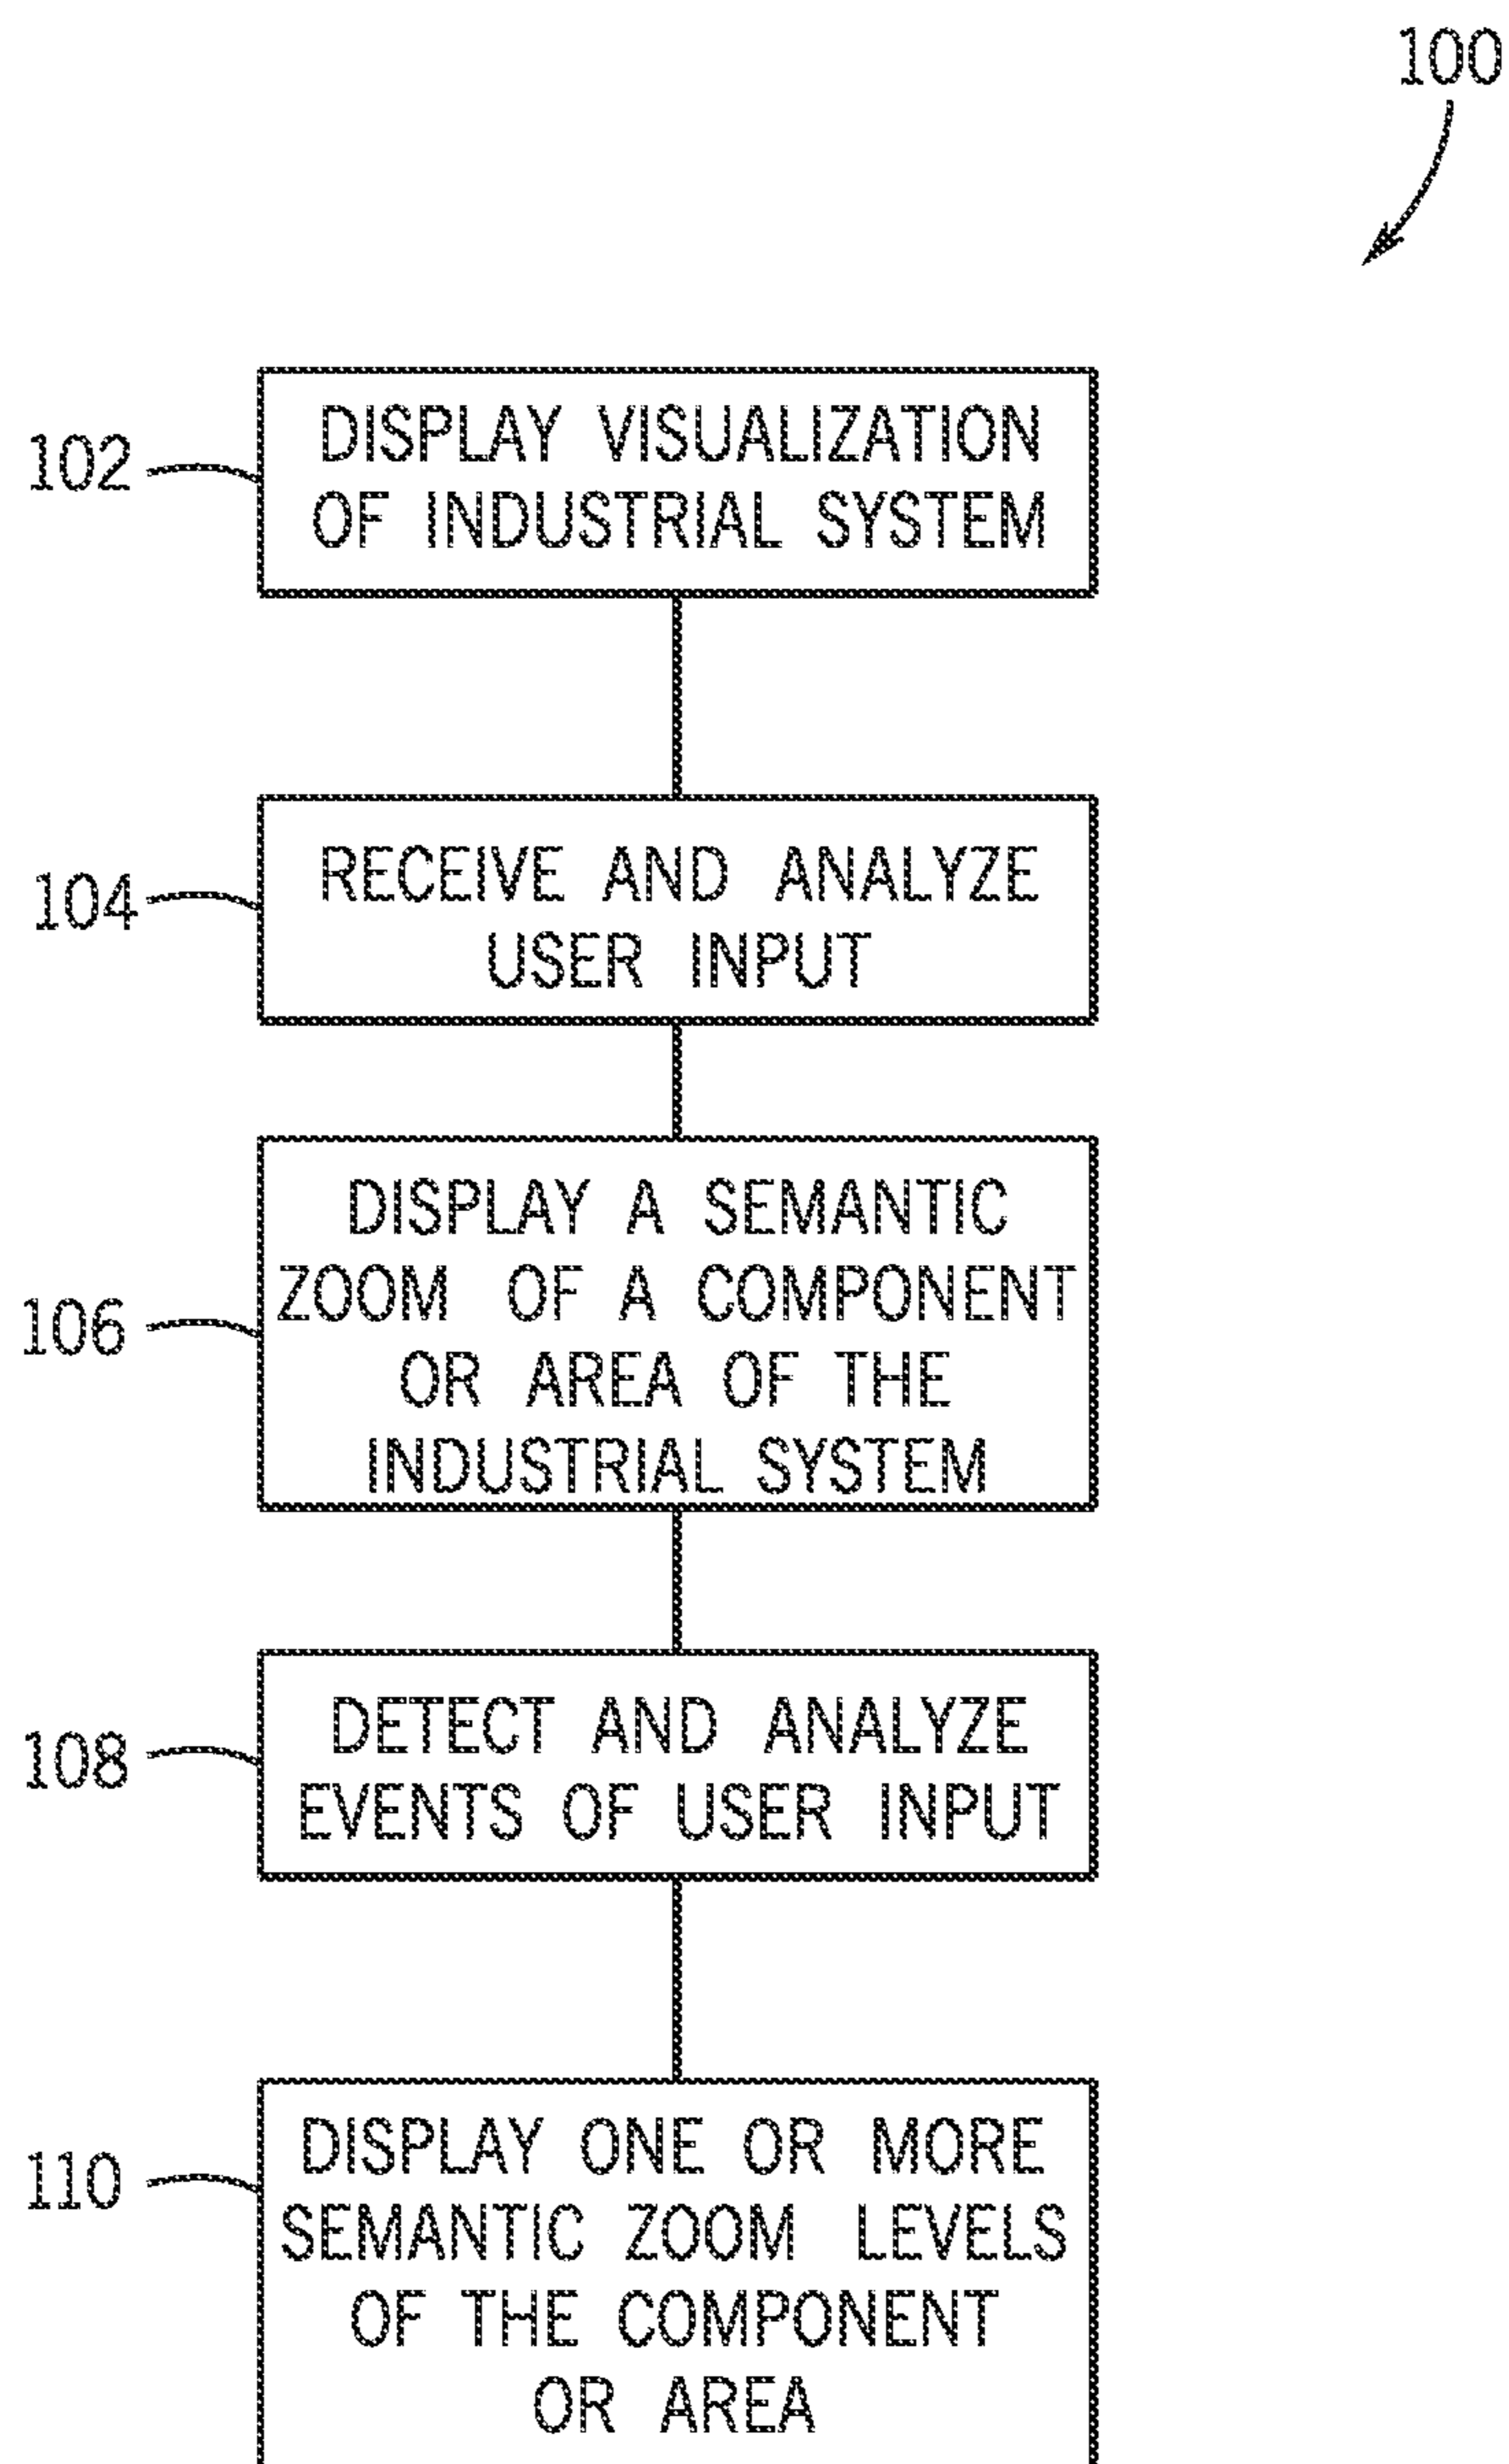 100
102
DISPLAY VISUALIZATION
OF INDUSTRIAL SYSTEM
104
RECEIVE AND ANALYZE
USER INPUT
106
DISPLAY A SEMANTIC
ZOOM OF A COMPONENT
OR AREA OF THE
INDUSTRIAL SYSTEM
108
DETECT AND ANALYZE
EVENTS OF USER INPUT
110
DISPLAY ONE OR MORE
SEMANTIC ZOOM LEVELS
OF THE COMPONENT
OR AREA